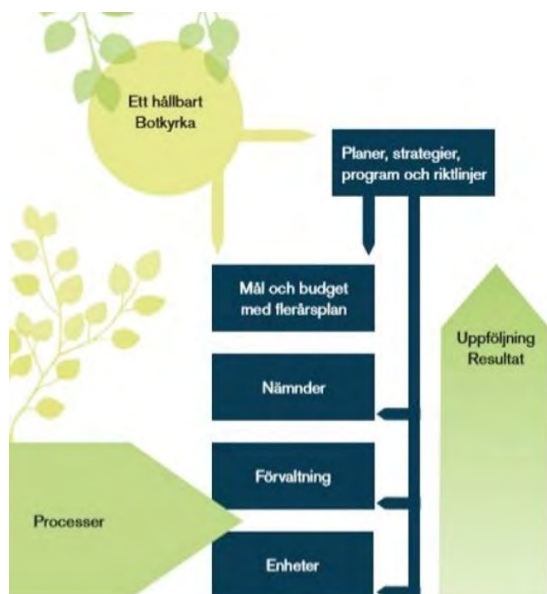 Ett hållbart
Botkyrka
Planer, strategier,
program och riktlinjer
Mål och budget
med flerårsplan
Uppföljning
Resultat
Nämnder
Förvaltning
Processer
Enheter